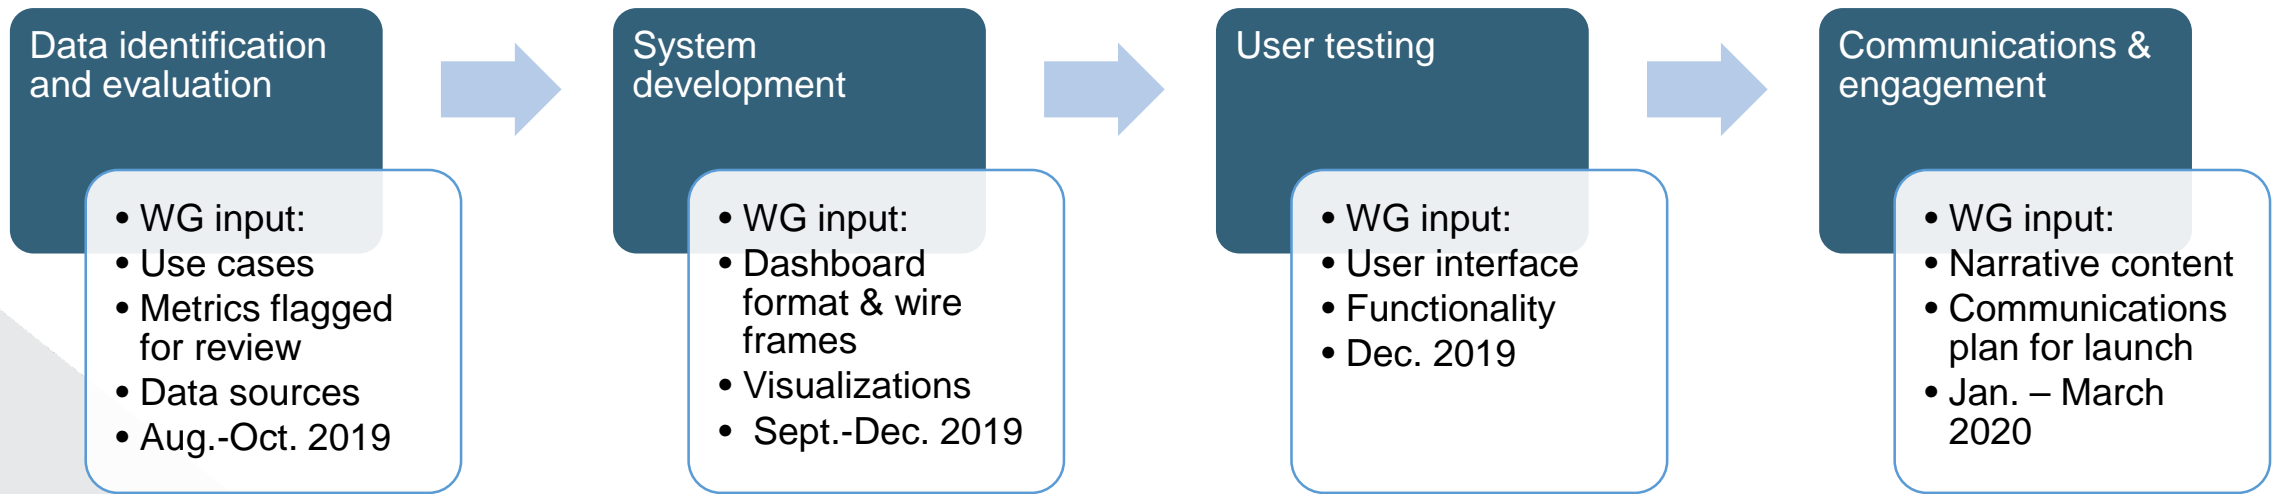 Data identification
and evaluation
• WG input:
• Use cases
• Metrics flagged
for review
• Data sources
• Aug.-Oct. 2019
System
development
• WG input:
• Dashboard
format & wire
frames
• Visualizations
• Sept.-Dec. 2019
User testing
• WG input:
• User interface
• Functionality
• Dec. 2019
Communications &
engagement
• WG input:
• Narrative content
• Communications
plan for launch
• Jan. – March
2020